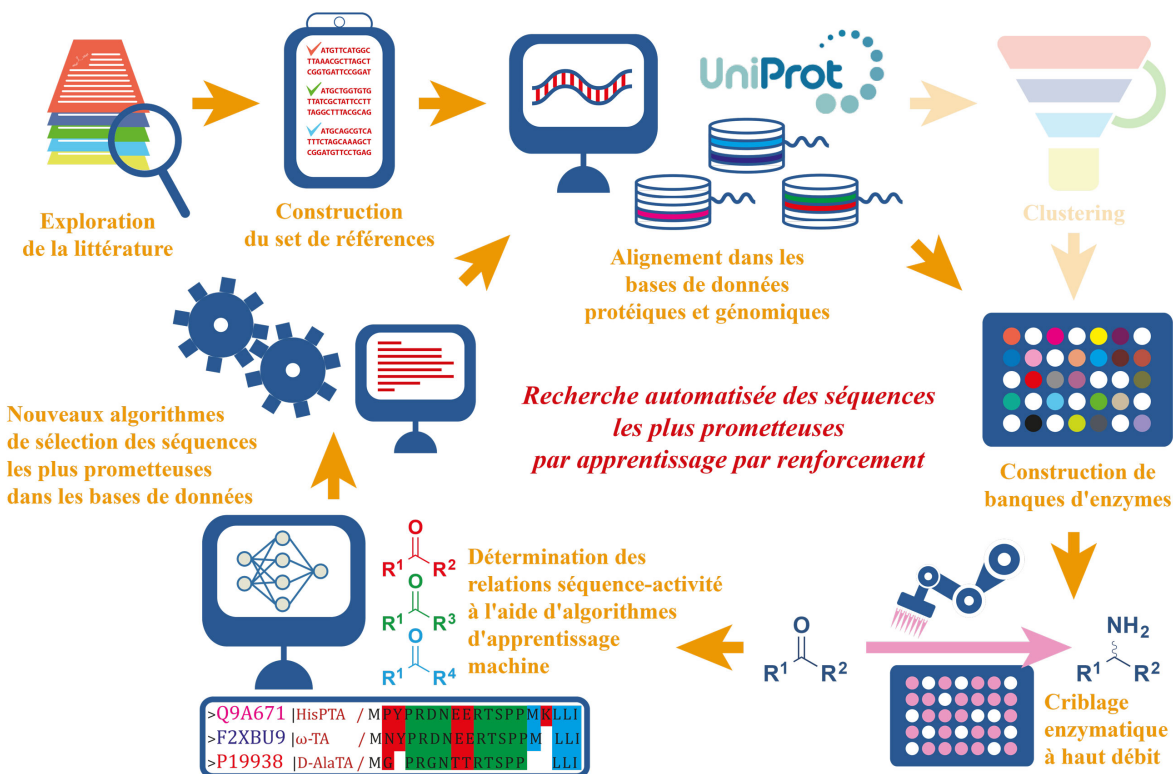 ATGTTCATGGC
TTAAACGCTTAGCT
CGGTGATTCCGGAT
ATGCTGGTGTG
TTATCGCTATTCCTT
TAGGCTTTACGCAG
ATGCAGCGTCA
TTTCTAGCAAAGCT
CGGATGTTCCTGAG
UniProt
Exploration
de la littérature
Construction
du set de références
Alignement dans les
bases de données
protéiques et génomiques
Clustering
Nouveaux algorithmes
de sélection des séquences
les plus prometteuses
dans les bases de données
Recherche automatisée des séquences
les plus prometteuses
par apprentissage par renforcement
Construction de
banques d'enzymes
O
R1 R2
O
R1 R3
O
R1 R4
Détermination des
relations séquence-activité
à l'aide d'algorithmes
d'apprentissage
machine
O
R1 R2
NH2
R1 R2
Criblage
enzymatique
à haut débit
>Q9A671 |HisPTA / MPYPRDNEERTSPPMKLLI
>F2XBU9 |ω-TA / MNYPRDNEERTSPPM LLI
>P19938 |D-AlaTA / MG PRGNTTRTSPP LLI